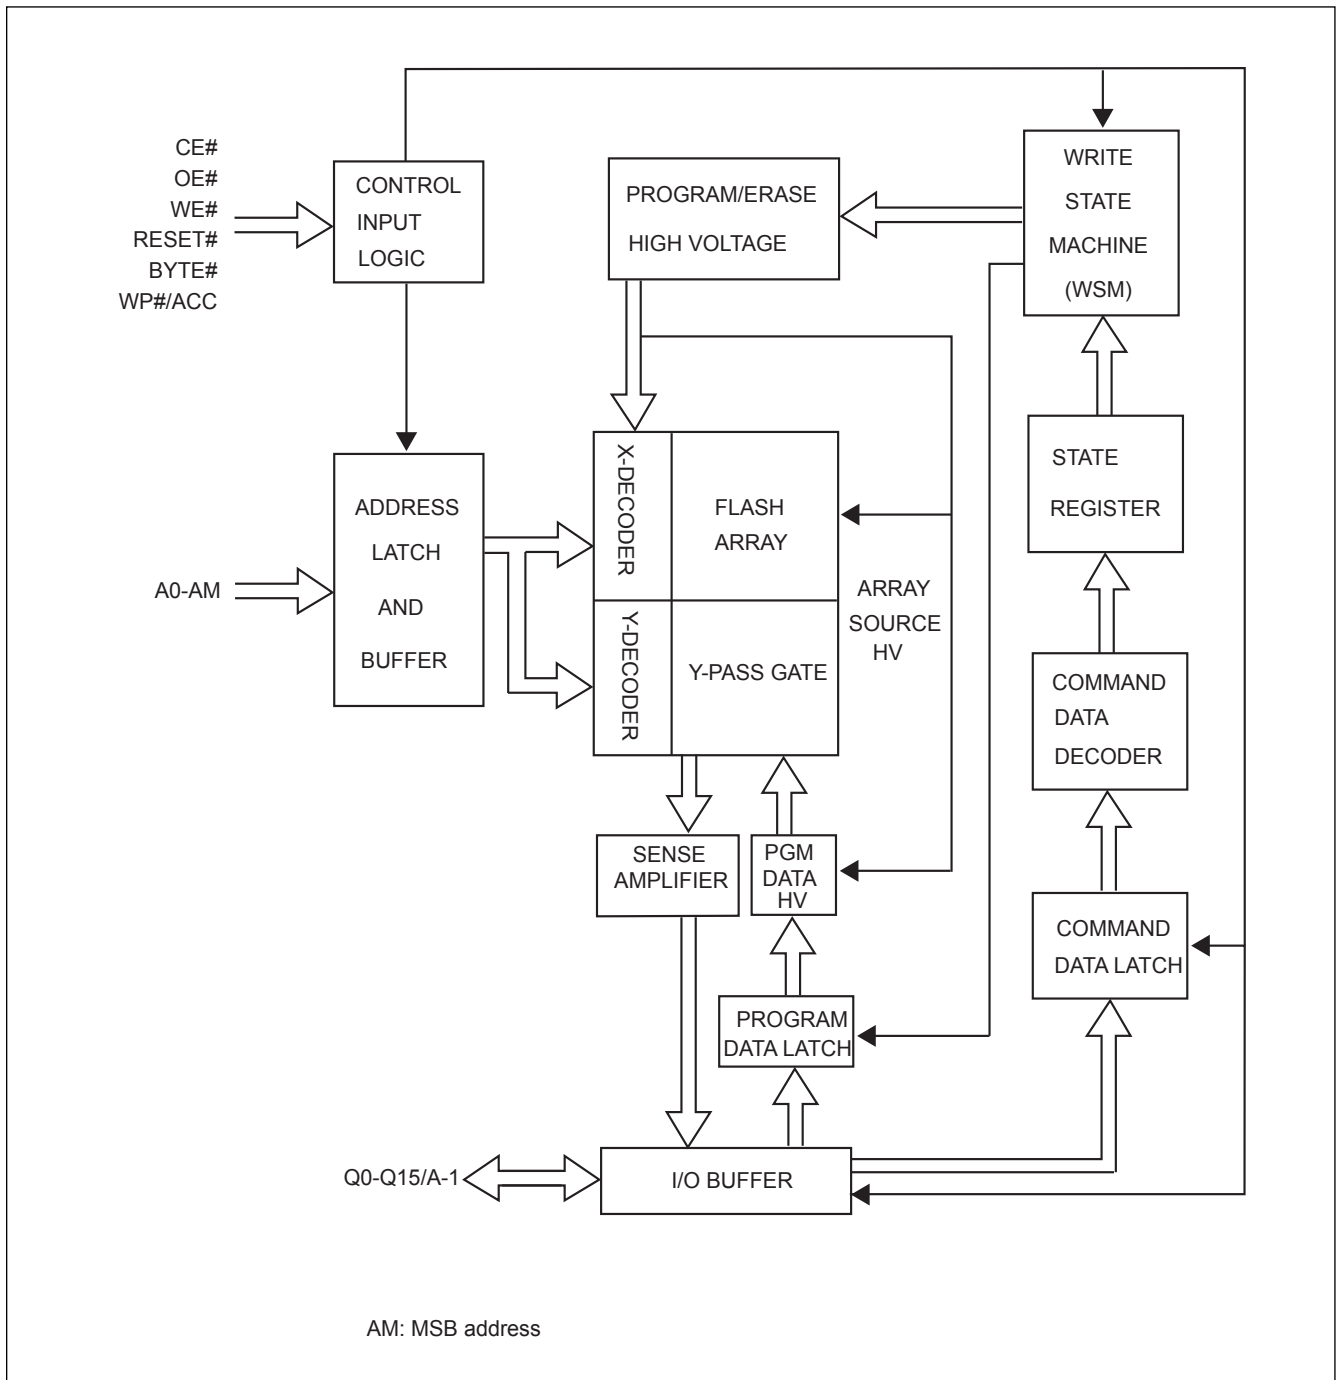 CE#
OE#
WE#
RESET#
BYTE#
WP#/ACC
CONTROL
INPUT
LOGIC
PROGRAM/ERASE
HIGH VOLTAGE
WRITE
STATE
MACHINE
(WSM)
A0-AM
ADDRESS
LATCH
AND
BUFFER
X-DECODER
FLASH
ARRAY
Y-DECODER
Y-PASS GATE
ARRAY
SOURCE
HV
STATE
REGISTER
COMMAND
DATA
DECODER
SENSE
AMPLIFIER
PGM
DATA
HV
COMMAND
DATA LATCH
PROGRAM
DATA LATCH
Q0-Q15/A-1
I/O BUFFER
AM: MSB address